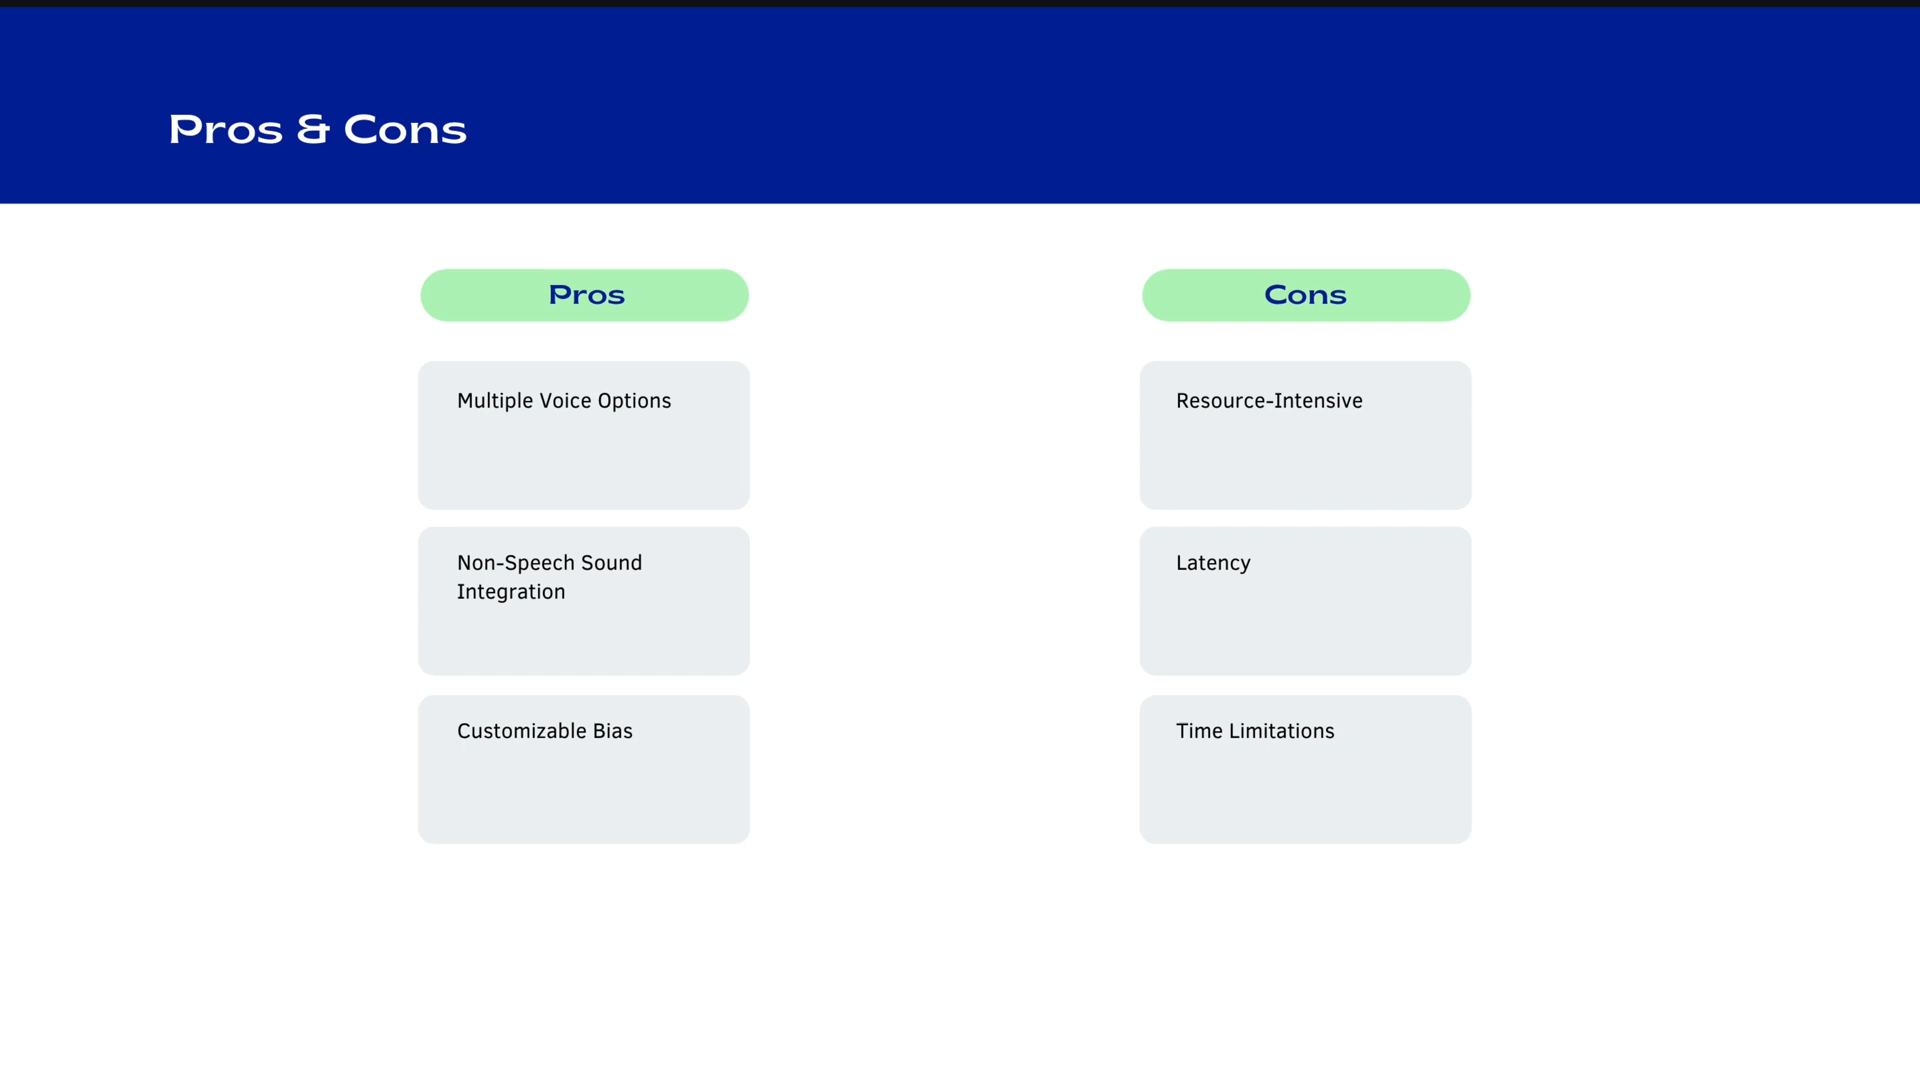 Pros & Cons
Pros
Multiple Voice Options
Non-Speech Sound
Integration
Customizable Bias
Cons
Resource-Intensive
Latency
Time Limitations